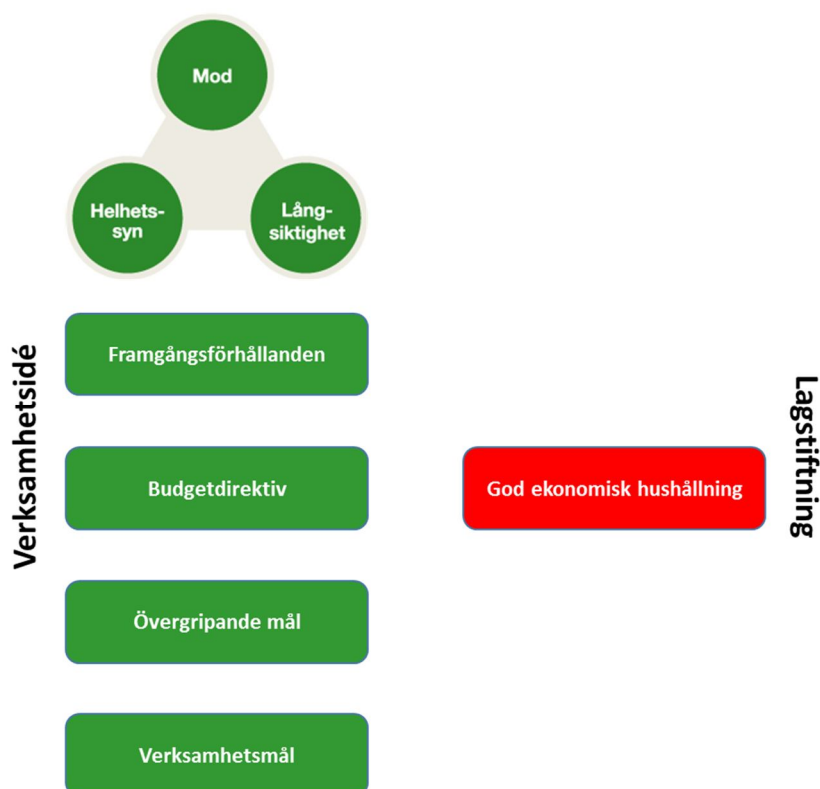 Mod
Helhets-
syn
Lång-
siktighet
Verksamhetsidé
Framgångsförhållanden
Budgetdirektiv
God ekonomisk hushållning
Lagstiftning
Övergripande mål
Verksamhetsmål